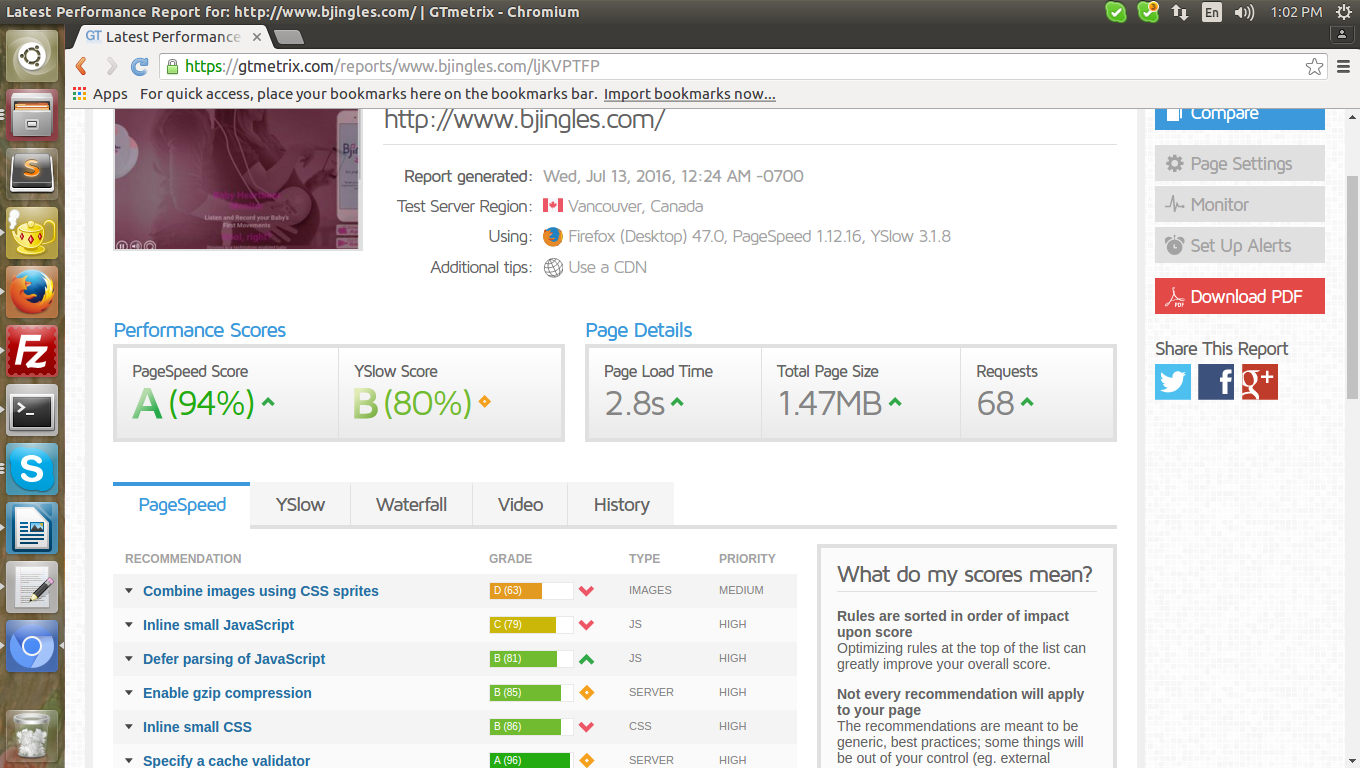 Latest Performance Report for: http://www.bjingles.com/ | GTmetrix - Chromium
3
En
1:02 PM
GT Latest Performance
https://gtmetrix.com/reports/www.bjingles.com/ljKVPTFP
Apps For quick access, place your bookmarks here on the bookmarks bar. Import bookmarks now...
http://www.bjingles.com/
Compare
Baby Heartbeat
Listen and Record your Baby's
First Movements
Report generated: Wed, Jul 13, 2016, 12:24 AM -0700
Test Server Region: Vancouver, Canada
Using: Firefox (Desktop) 47.0, PageSpeed 1.12.16, YSlow 3.1.8
Additional tips: Use a CDN
Page Settings
Monitor
Set Up Alerts
Download PDF
Share This Report
Performance Scores
Page Details
PageSpeed Score
YSlow Score
Page Load Time
Total Page Size
Requests
A (94%)
B (80%)
2.8s
1.47MB
68
PageSpeed YSlow Waterfall Video History
RECOMMENDATION GRADE TYPE PRIORITY
Combine images using CSS sprites D (63) IMAGES MEDIUM
Inline small JavaScript C (79) JS HIGH
Defer parsing of JavaScript B (81) JS HIGH
Enable gzip compression B (85) SERVER HIGH
Inline small CSS B (86) CSS HIGH
Specify a cache validator A (96) SERVER HIGH
What do my scores mean?
Rules are sorted in order of impact
upon score
Optimizing rules at the top of the list can
greatly improve your overall score.
Not every recommendation will apply
to your page
The recommendations are meant to be
generic, best practices; some things will
be out of your control (eg. external